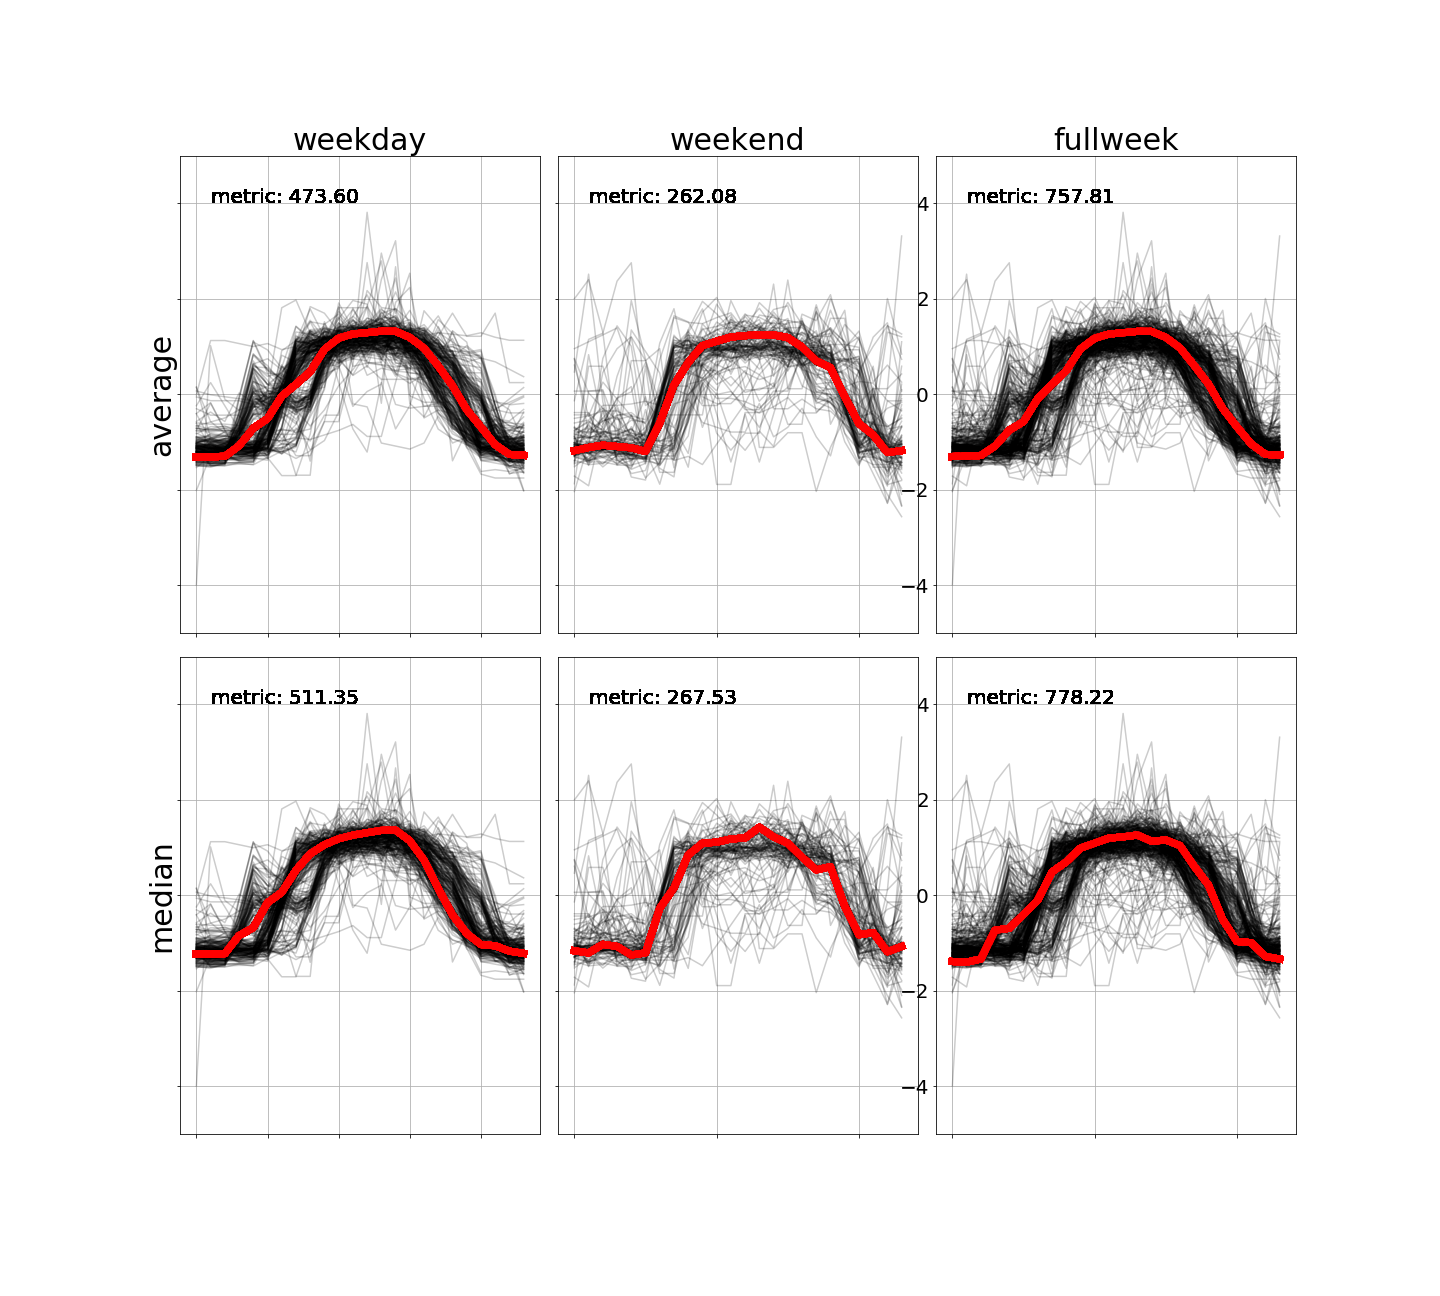 weekday weekend fullweek
metric: 473.60 metric: 262.08 metric: 757.81
4
2
0
−2
−4
average
metric: 511.35 metric: 267.53 metric: 778.22
4
2
0
−2
−4
median